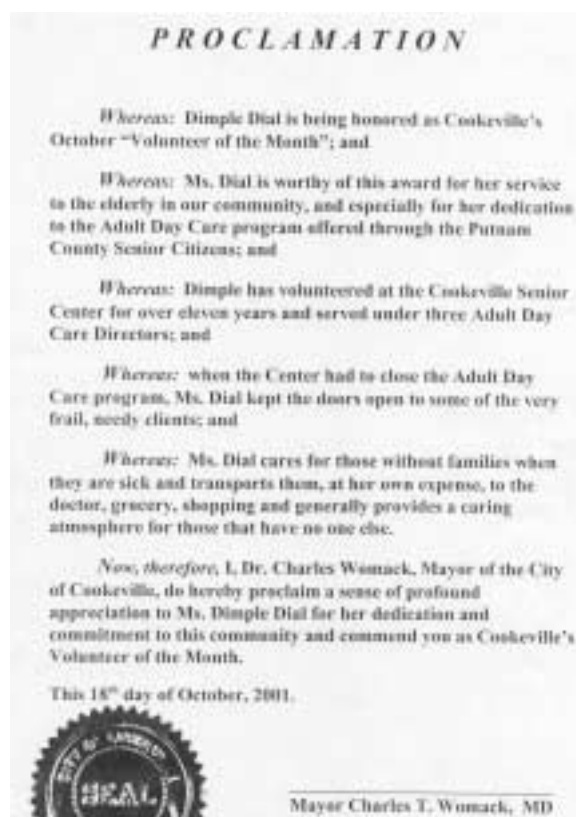 PROCLAMATION
Whereas: Dimple Dial is being honored as Cookeville's
October "Volunteer of the Month"; and
Whereas: Ms. Dial is worthy of this award for her service
to the elderly in our community, and especially for her dedication
to the Adult Day Care program offered through the Putnam
County Senior Citizens; and
Whereas: Dimple has volunteered at the Cookeville Senior
Center for over eleven years and served under three Adult Day
Care Directors; and
Whereas: when the Center had to close the Adult Day
Care program, Ms. Dial kept the doors open to some of the very
frail, needy clients; and
Whereas: Ms. Dial cares for those without families when
they are sick and transports them, at her own expense, to the
doctor, grocery, shopping and generally provides a caring
atmosphere for those that have no one else.
Now, therefore, I, Dr. Charles Womack, Mayor of the City
of Cookeville, do hereby proclaim a sense of profound
appreciation to Ms. Dimple Dial for her dedication and
commitment to this community and commend you as Cookeville's
Volunteer of the Month.
This 18th day of October, 2001.
CITY OF
SEAL
Mayor Charles T. Womack, MD